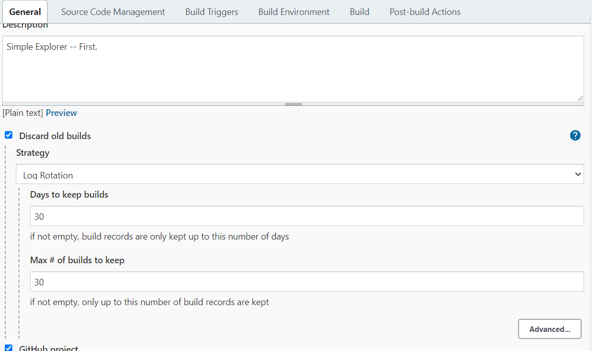 General Source Code Management Build Triggers Build Environment Build Post-build Actions
Description
Simple Explorer -- First.
[Plain text] Preview
Discard old builds ?
Strategy
Log Rotation
Days to keep builds
30
if not empty, build records are only kept up to this number of days
Max # of builds to keep
30
if not empty, only up to this number of build records are kept
Advanced...
GitHub project